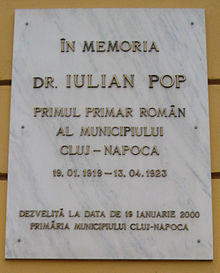 ÎN MEMORIA
DR. IULIAN POP
PRIMUL PRIMAR ROMÂN
AL MUNICIPIULUI
CLUJ-NAPOCA
19. 01. 1919 - 13. 04. 1923
DEZVELITĂ LA DATA DE 19 IANUARIE 2000
PRIMĂRIA MUNICIPIULUI CLUJ-NAPOCA